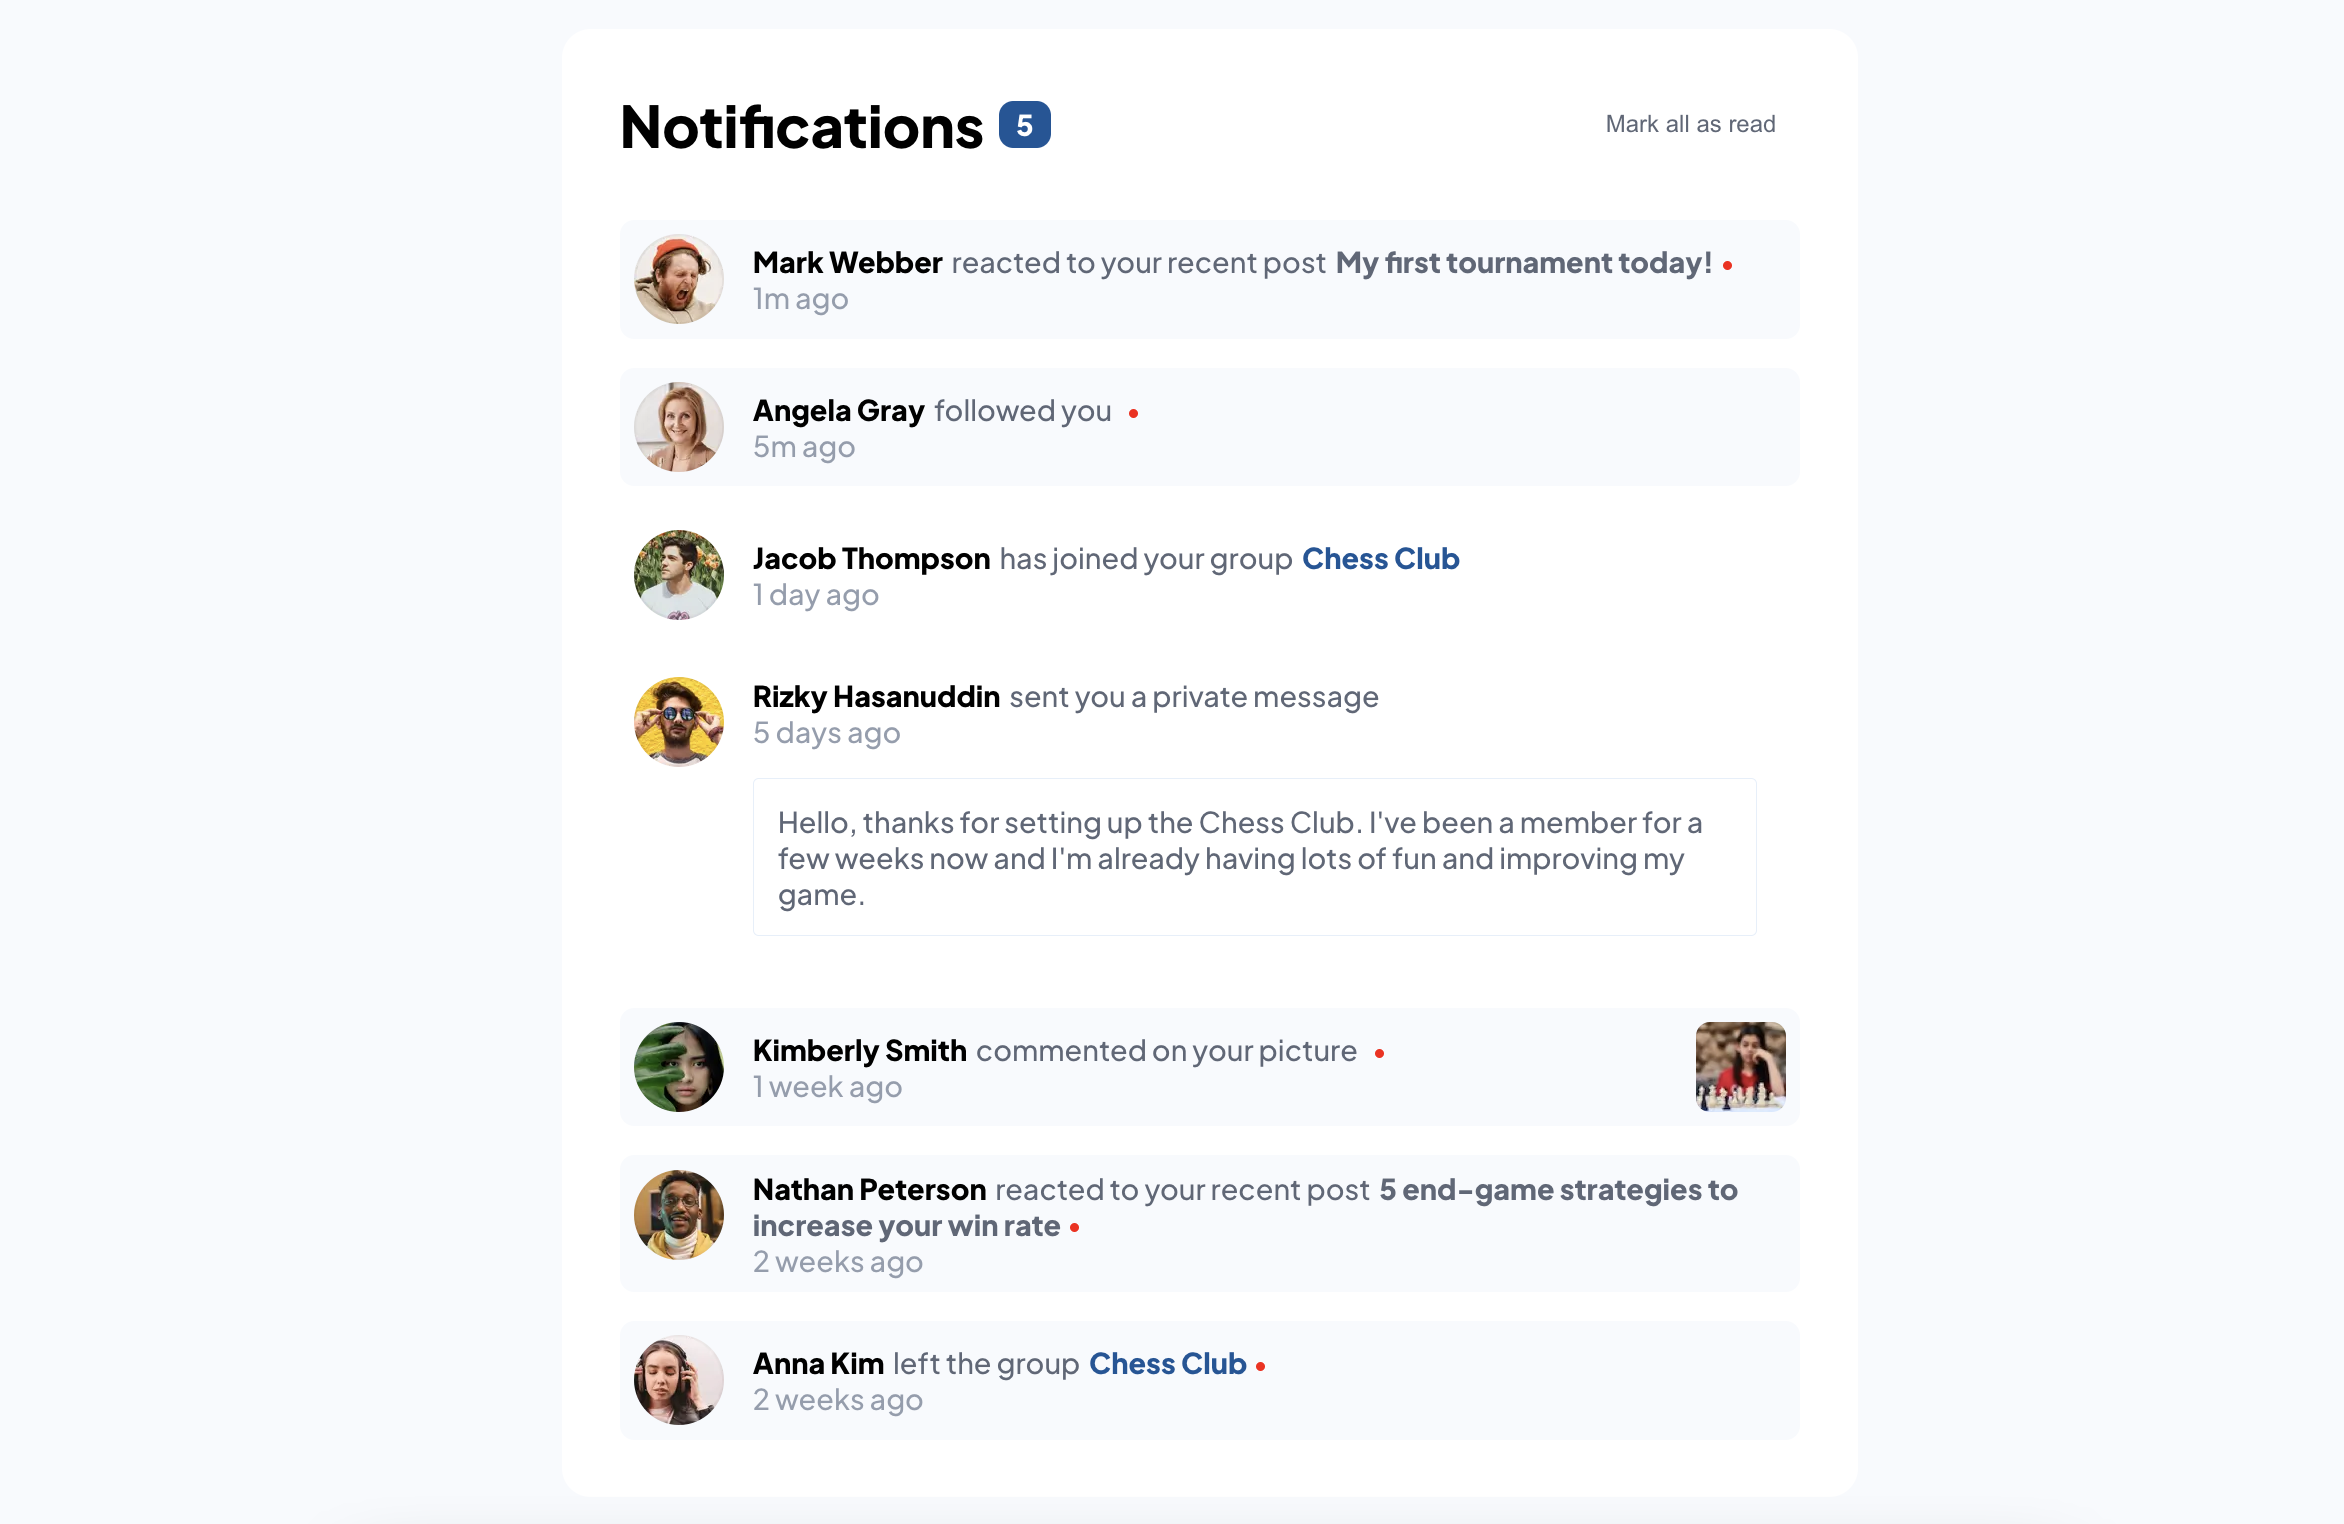 Notifications 5
Mark all as read
Mark Webber reacted to your recent post My first tournament today!
1m ago
Angela Gray followed you
5m ago
Jacob Thompson has joined your group Chess Club
1 day ago
Rizky Hasanuddin sent you a private message
5 days ago
Hello, thanks for setting up the Chess Club. I've been a member for a
few weeks now and I'm already having lots of fun and improving my
game.
Kimberly Smith commented on your picture
1 week ago
Nathan Peterson reacted to your recent post 5 end-game strategies to
increase your win rate
2 weeks ago
Anna Kim left the group Chess Club
2 weeks ago